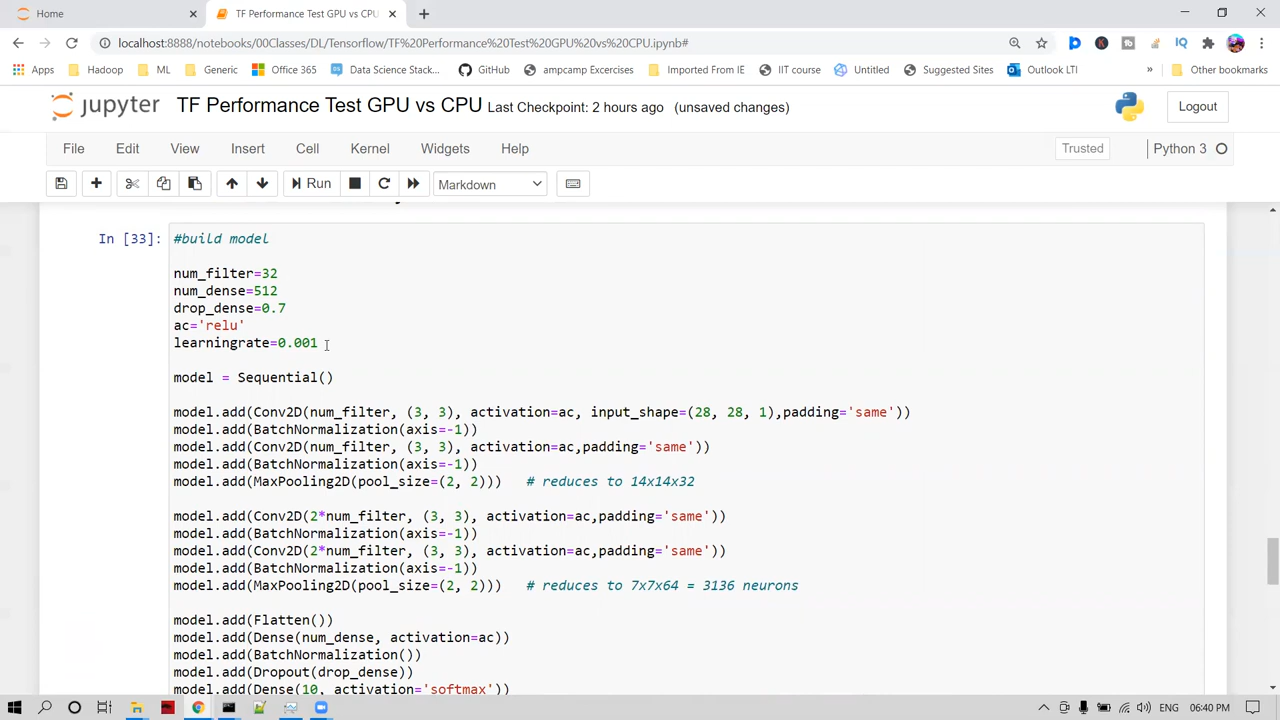 Home
TF Performance Test GPU vs CPU
localhost:8888/notebooks/00Classes/DL/Tensorflow/TF%20Performance%20Test%20GPU%20vs%20CPU.ipynb#
Apps Hadoop ML Generic Office 365 Data Science Stack... GitHub ampcamp Excercises Imported From IE IIT course Untitled Suggested Sites Outlook LTI » Other bookmarks
jupyter TF Performance Test GPU vs CPU Last Checkpoint: 2 hours ago (unsaved changes) Logout
File Edit View Insert Cell Kernel Widgets Help Trusted Python 3
Run Markdown
In [33]: #build model
num_filter=32
num_dense=512
drop_dense=0.7
ac='relu'
learningrate=0.001
model = Sequential()
model.add(Conv2D(num_filter, (3, 3), activation=ac, input_shape=(28, 28, 1),padding='same'))
model.add(BatchNormalization(axis=-1))
model.add(Conv2D(num_filter, (3, 3), activation=ac,padding='same'))
model.add(BatchNormalization(axis=-1))
model.add(MaxPooling2D(pool_size=(2, 2))) # reduces to 14x14x32
model.add(Conv2D(2*num_filter, (3, 3), activation=ac,padding='same'))
model.add(BatchNormalization(axis=-1))
model.add(Conv2D(2*num_filter, (3, 3), activation=ac,padding='same'))
model.add(BatchNormalization(axis=-1))
model.add(MaxPooling2D(pool_size=(2, 2))) # reduces to 7x7x64 = 3136 neurons
model.add(Flatten())
model.add(Dense(num_dense, activation=ac))
model.add(BatchNormalization())
model.add(Dropout(drop_dense))
model.add(Dense(10, activation='softmax'))
06:40 PM